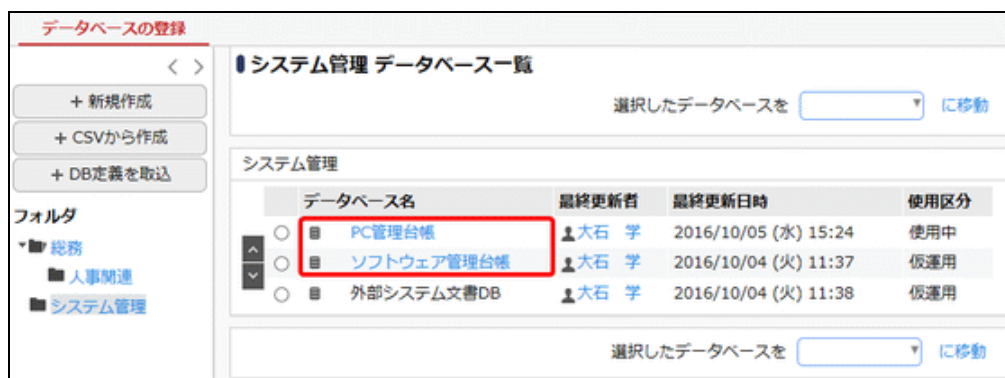 データベースの登録
< >
+ 新規作成
+ CSVから作成
+ DB定義を取込
フォルダ
総務
人事関連
システム管理
システム管理 データベース一覧
選択したデータベースを に移動
システム管理
データベース名 最終更新者 最終更新日時 使用区分
PC管理台帳 大石 学 2016/10/05 (水) 15:24 使用中
ソフトウェア管理台帳 大石 学 2016/10/04 (火) 11:37 仮運用
外部システム文書DB 大石 学 2016/10/04 (火) 11:38 仮運用
選択したデータベースを に移動